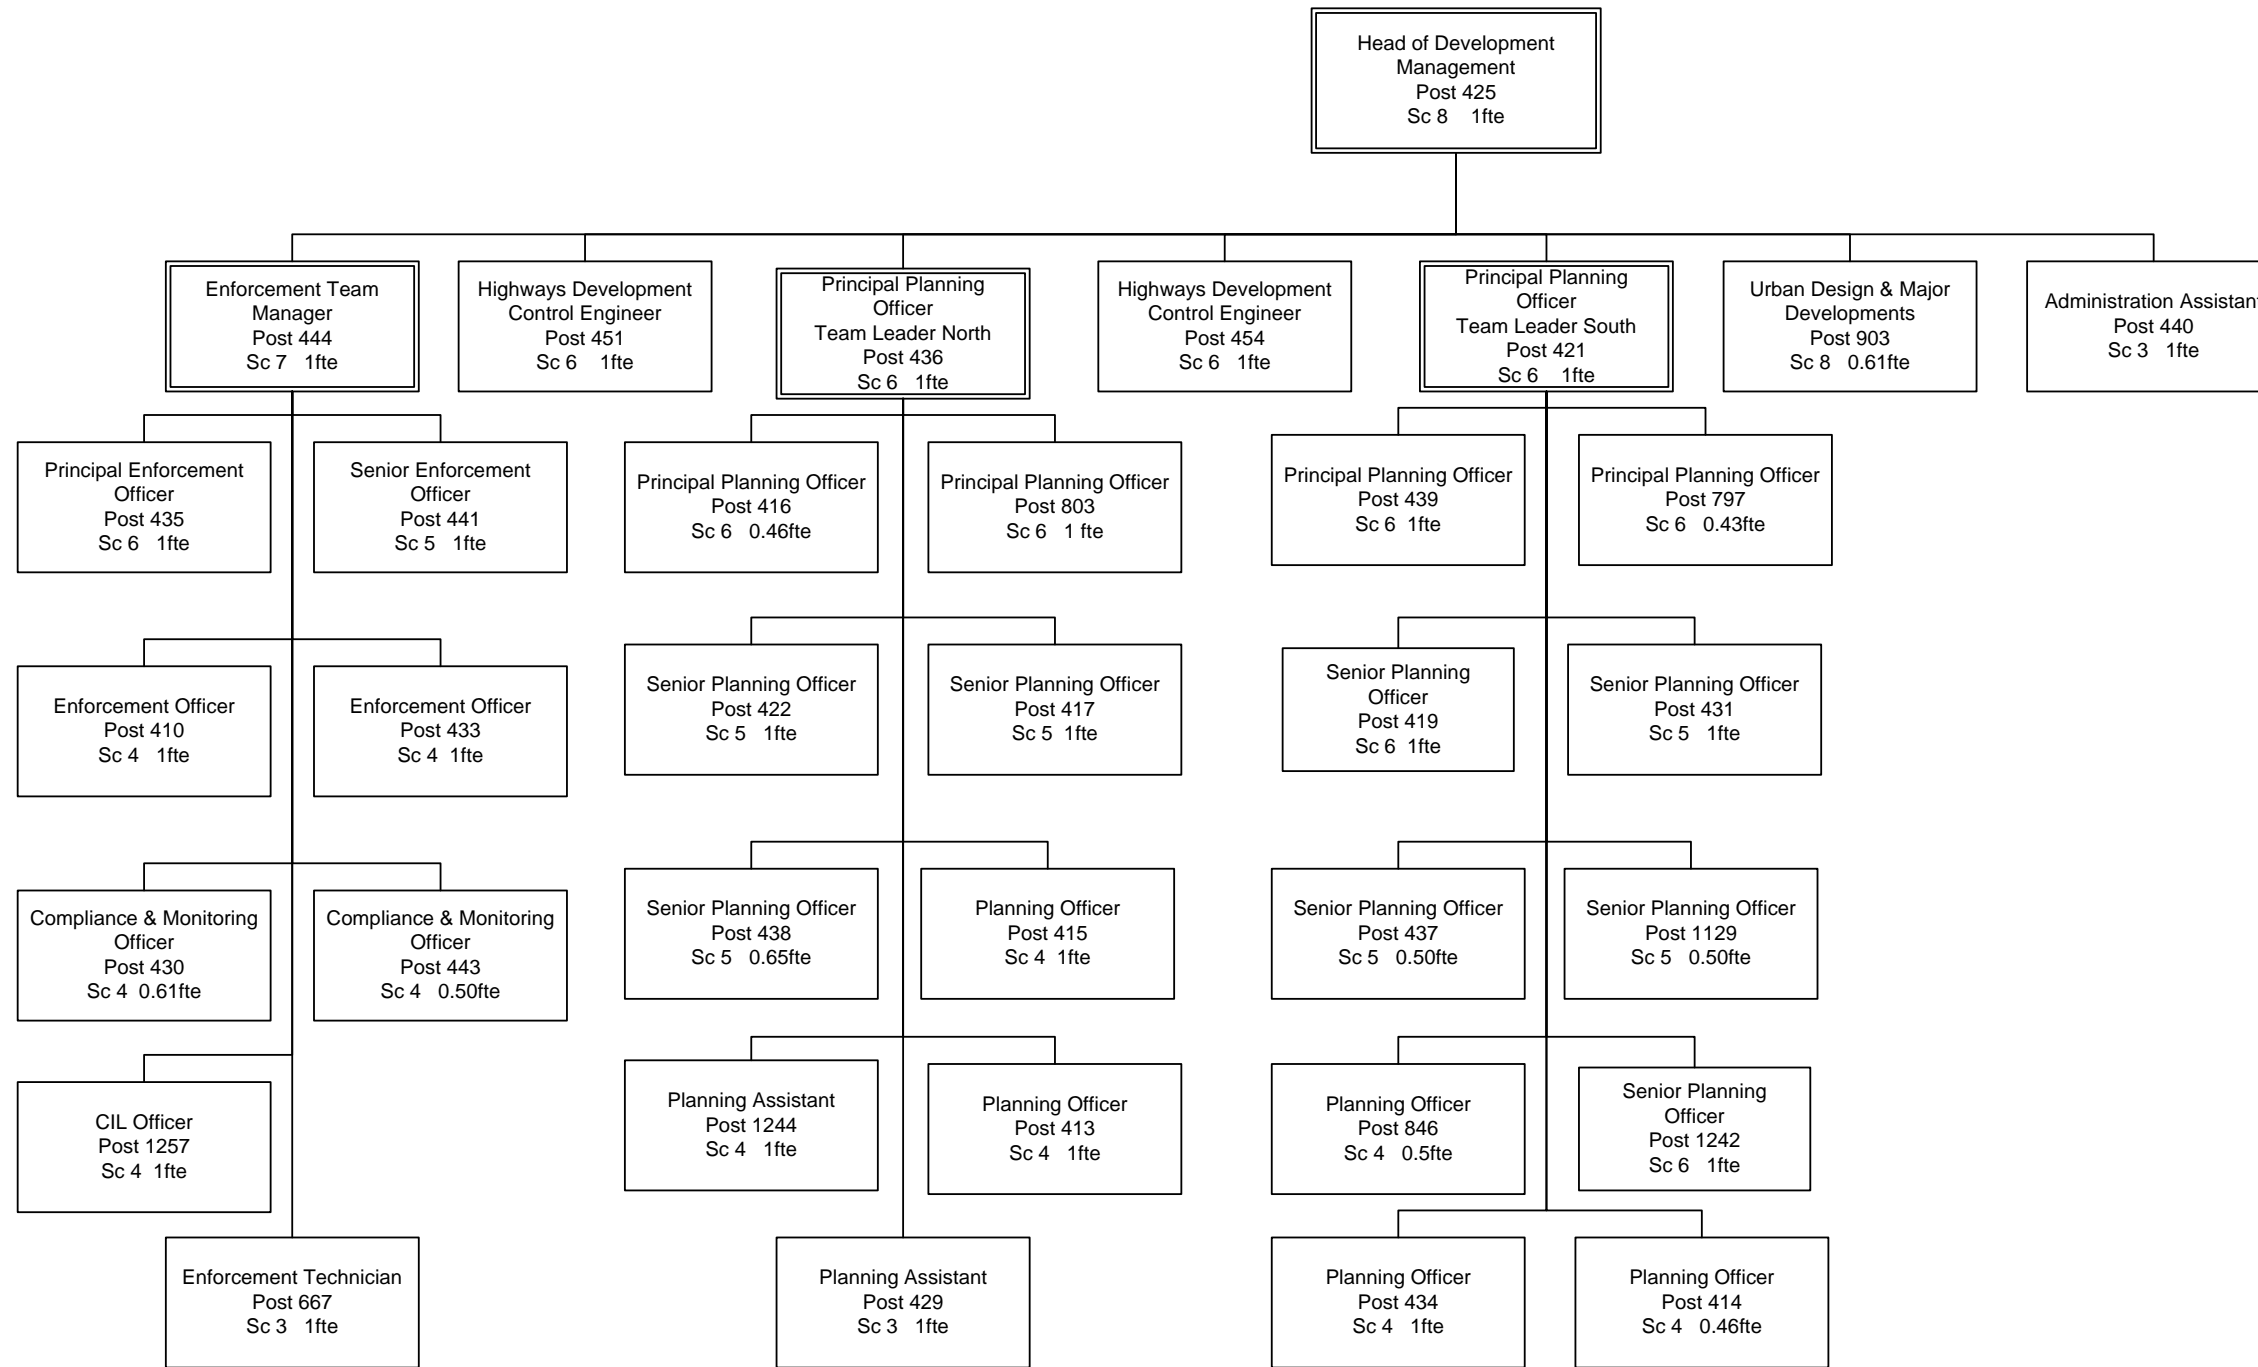 Head of Development
Management
Post 425
Sc 8 1fte
Enforcement Team
Manager
Post 444
Sc 7 1fte
Highways Development
Control Engineer
Post 451
Sc 6 1fte
Principal Planning
Officer
Team Leader North
Post 436
Sc 6 1fte
Highways Development
Control Engineer
Post 454
Sc 6 1fte
Principal Planning
Officer
Team Leader South
Post 421
Sc 6 1fte
Urban Design & Major
Developments
Post 903
Sc 8 0.61fte
Administration Assistant
Post 440
Sc 3 1fte
Principal Enforcement
Officer
Post 435
Sc 6 1fte
Senior Enforcement
Officer
Post 441
Sc 5 1fte
Principal Planning Officer
Post 416
Sc 6 0.46fte
Principal Planning Officer
Post 803
Sc 6 1 fte
Principal Planning Officer
Post 439
Sc 6 1fte
Principal Planning Officer
Post 797
Sc 6 0.43fte
Enforcement Officer
Post 410
Sc 4 1fte
Enforcement Officer
Post 433
Sc 4 1fte
Senior Planning Officer
Post 422
Sc 5 1fte
Senior Planning Officer
Post 417
Sc 5 1fte
Senior Planning
Officer
Post 419
Sc 6 1fte
Senior Planning Officer
Post 431
Sc 5 1fte
Compliance & Monitoring
Officer
Post 430
Sc 4 0.61fte
Compliance & Monitoring
Officer
Post 443
Sc 4 0.50fte
Senior Planning Officer
Post 438
Sc 5 0.65fte
Planning Officer
Post 415
Sc 4 1fte
Senior Planning Officer
Post 437
Sc 5 0.50fte
Senior Planning Officer
Post 1129
Sc 5 0.50fte
CIL Officer
Post 1257
Sc 4 1fte
Planning Assistant
Post 1244
Sc 4 1fte
Planning Officer
Post 413
Sc 4 1fte
Planning Officer
Post 846
Sc 4 0.5fte
Senior Planning
Officer
Post 1242
Sc 6 1fte
Enforcement Technician
Post 667
Sc 3 1fte
Planning Assistant
Post 429
Sc 3 1fte
Planning Officer
Post 434
Sc 4 1fte
Planning Officer
Post 414
Sc 4 0.46fte